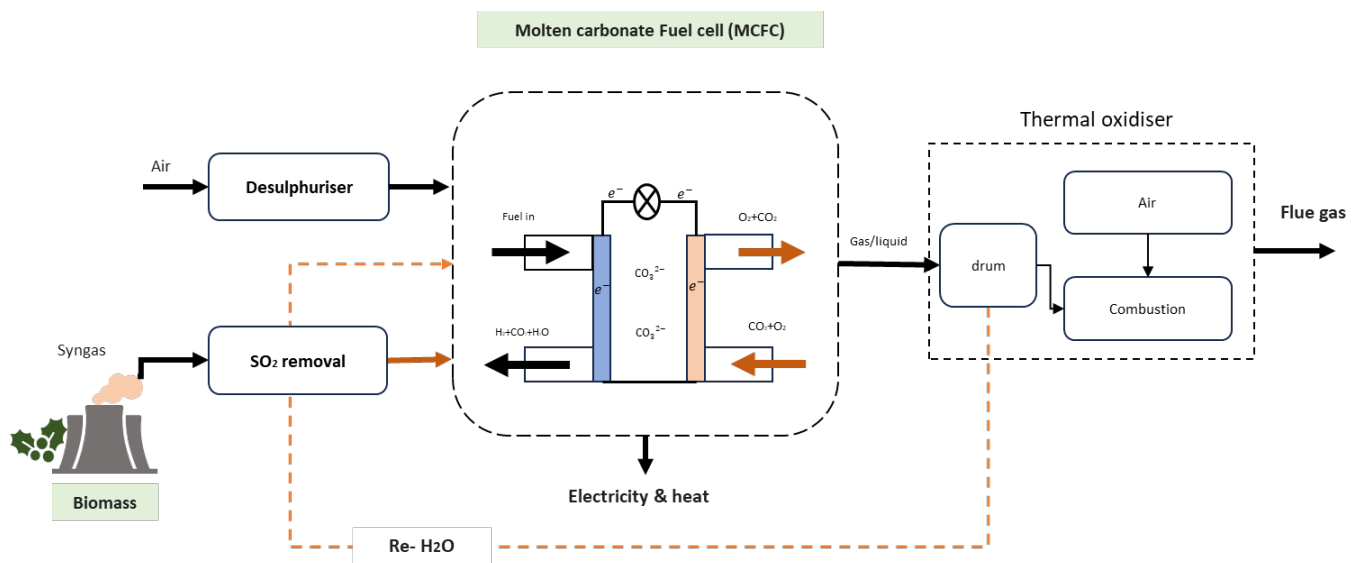 Molten carbonate Fuel cell (MCFC)
Thermal oxidiser
Air
Desulphuriser
e⁻
e⁻
Fuel in
O₂+CO₂
Air
Flue gas
Gas/liquid
drum
CO₃²⁻
e⁻
e⁻
Combustion
H₂+CO₂+H₂O
CO₃²⁻
CO₂+O₂
Syngas
SO₂ removal
Electricity & heat
Biomass
Re- H₂O